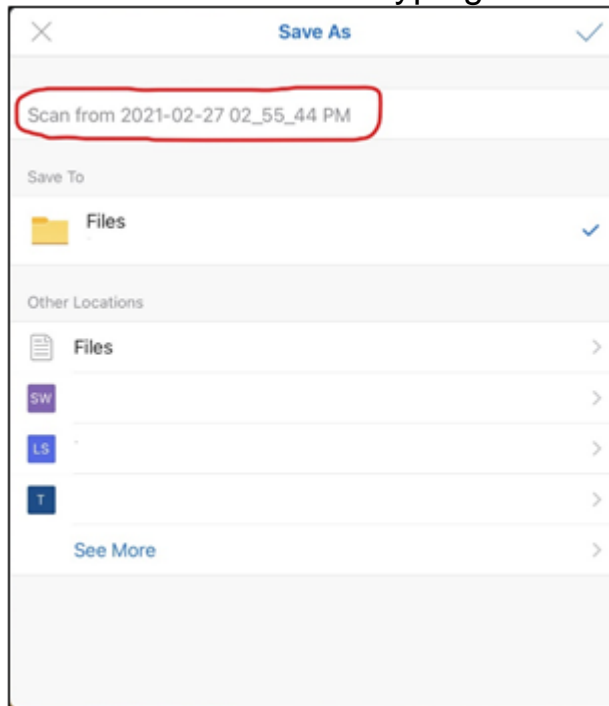 Save As
Scan from 2021-02-27 02_55_44 PM
Save To
Files
Other Locations
Files
SW
LS
T
See More